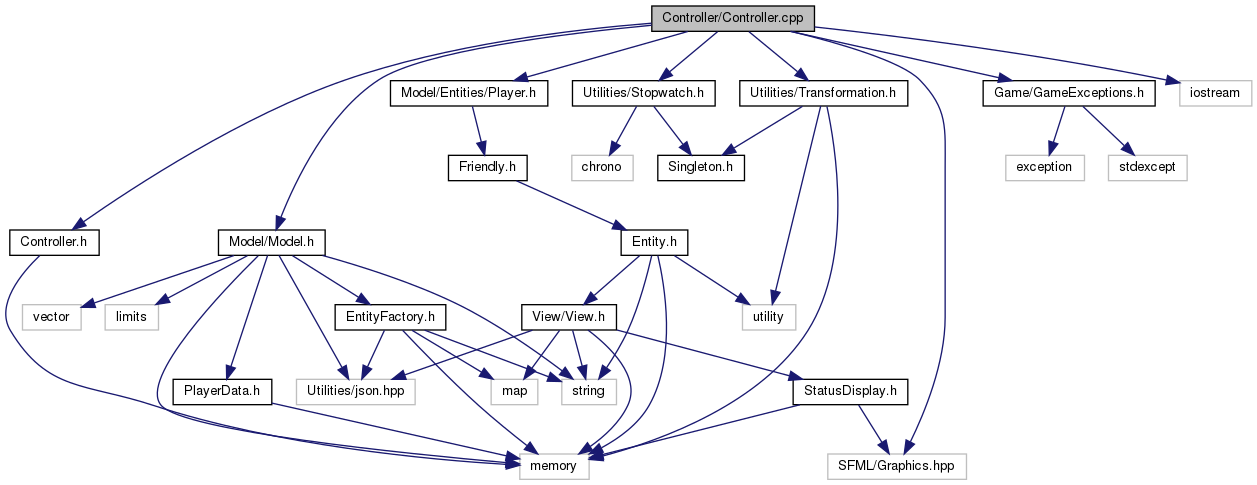 Controller/Controller.cpp
Model/Entities/Player.h
Utilities/Stopwatch.h
Utilities/Transformation.h
Game/GameExceptions.h
iostream
Friendly.h
chrono
Singleton.h
exception
stdexcept
Controller.h
Model/Model.h
Entity.h
vector
limits
EntityFactory.h
View/View.h
utility
PlayerData.h
Utilities/json.hpp
map
string
StatusDisplay.h
memory
SFML/Graphics.hpp